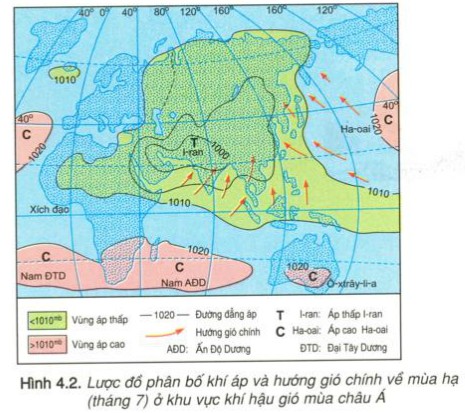 40° 0° 40° 80° 120° 160° 160° 120°
1010
40°
40°
C
1020
Ha-oai
C
1020
T
I-ran
1000
1010
1010
Xích đạo
1020
C
Nam ĐTD
C
Nam AĐD
1020
C
Ô-xtrây-li-a
<1010ᵐᵇ Vùng áp thấp
— 1020 — Đường đẳng áp
T I-ran: Áp thấp I-ran
Hướng gió chính
C Ha-oai: Áp cao Ha-oai
>1010ᵐᵇ Vùng áp cao
AĐD: Ấn Độ Dương
ĐTD: Đại Tây Dương
Hình 4.2. Lược đồ phân bố khí áp và hướng gió chính về mùa hạ
(tháng 7) ở khu vực khí hậu gió mùa châu Á